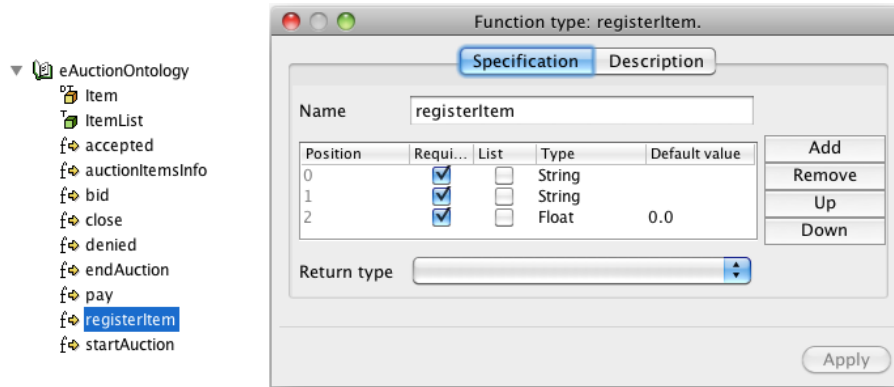 eAuctionOntology
Item
ItemList
accepted
auctionItemsInfo
bid
close
denied
endAuction
pay
registerItem
startAuction
Function type: registerItem.
Specification Description
Name registerItem
Position Requi... List Type Default value
0 String
1 String
2 Float 0.0
Add
Remove
Up
Down
Return type
Apply